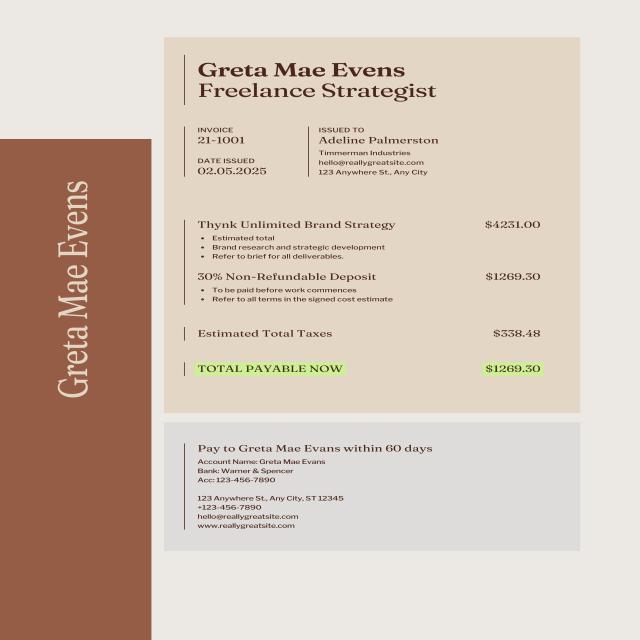 Greta Mae Evens
Greta Mae Evens
Freelance Strategist
INVOICE
21-1001
DATE ISSUED
02.05.2025
ISSUED TO
Adeline Palmerston
Timmerman Industries
hello@reallygreatsite.com
123 Anywhere St., Any City
Thynk Unlimited Brand Strategy $4231.00
• Estimated total
• Brand research and strategic development
• Refer to brief for all deliverables.
30% Non-Refundable Deposit $1269.30
• To be paid before work commences
• Refer to all terms in the signed cost estimate
Estimated Total Taxes $338.48
TOTAL PAYABLE NOW $1269.30
Pay to Greta Mae Evans within 60 days
Account Name: Greta Mae Evans
Bank: Warner & Spencer
Acc: 123-456-7890
123 Anywhere St., Any City, ST 12345
+123-456-7890
hello@reallygreatsite.com
www.reallygreatsite.com